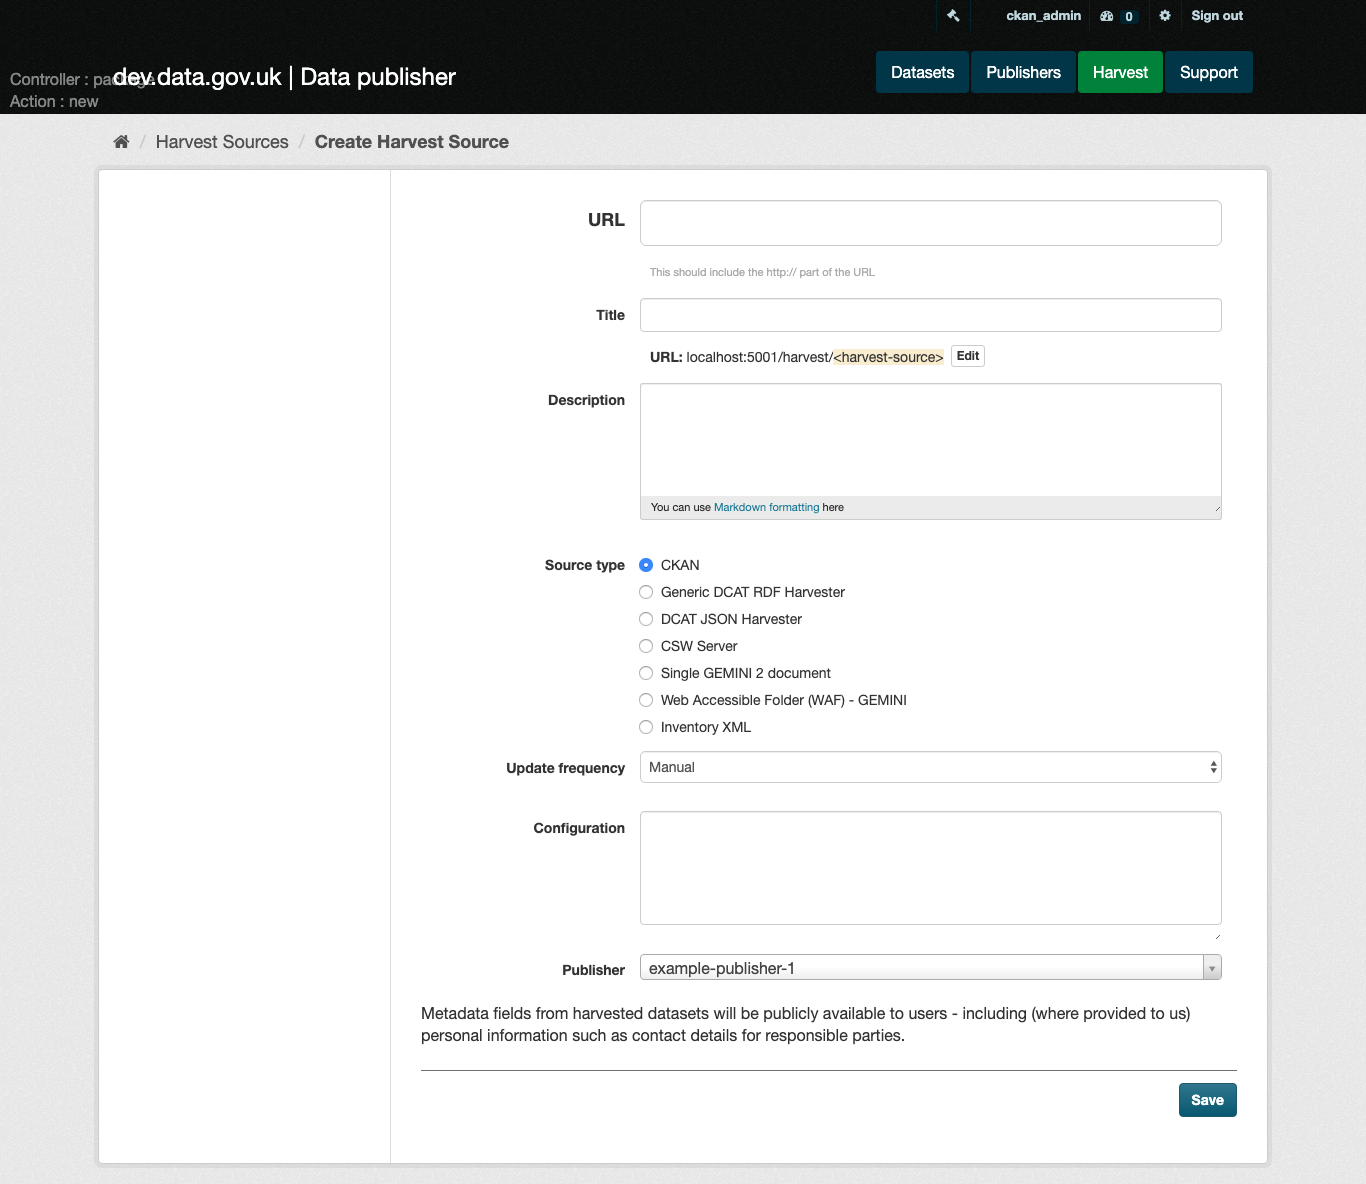 ckan_admin 0 Sign out
Controller : package
dev.data.gov.uk | Data publisher
Action : new
Datasets Publishers Harvest Support
/ Harvest Sources / Create Harvest Source
URL
This should include the http:// part of the URL
Title
URL: localhost:5001/harvest/<harvest-source> Edit
Description
You can use Markdown formatting here
Source type
CKAN
Generic DCAT RDF Harvester
DCAT JSON Harvester
CSW Server
Single GEMINI 2 document
Web Accessible Folder (WAF) - GEMINI
Inventory XML
Update frequency Manual
Configuration
Publisher example-publisher-1
Metadata fields from harvested datasets will be publicly available to users - including (where provided to us)
personal information such as contact details for responsible parties.
Save